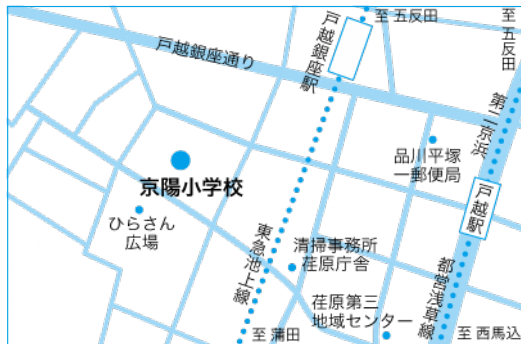 至 五反田
至 五反田
戸越銀座通り
戸越銀座駅
第二京浜
品川平塚
一郵便局
京陽小学校
戸越駅
ひらさん
広場
東急池上線
清掃事務所
荏原庁舎
都営浅草線
荏原第三
地域センター
至 蒲田
至 西馬込